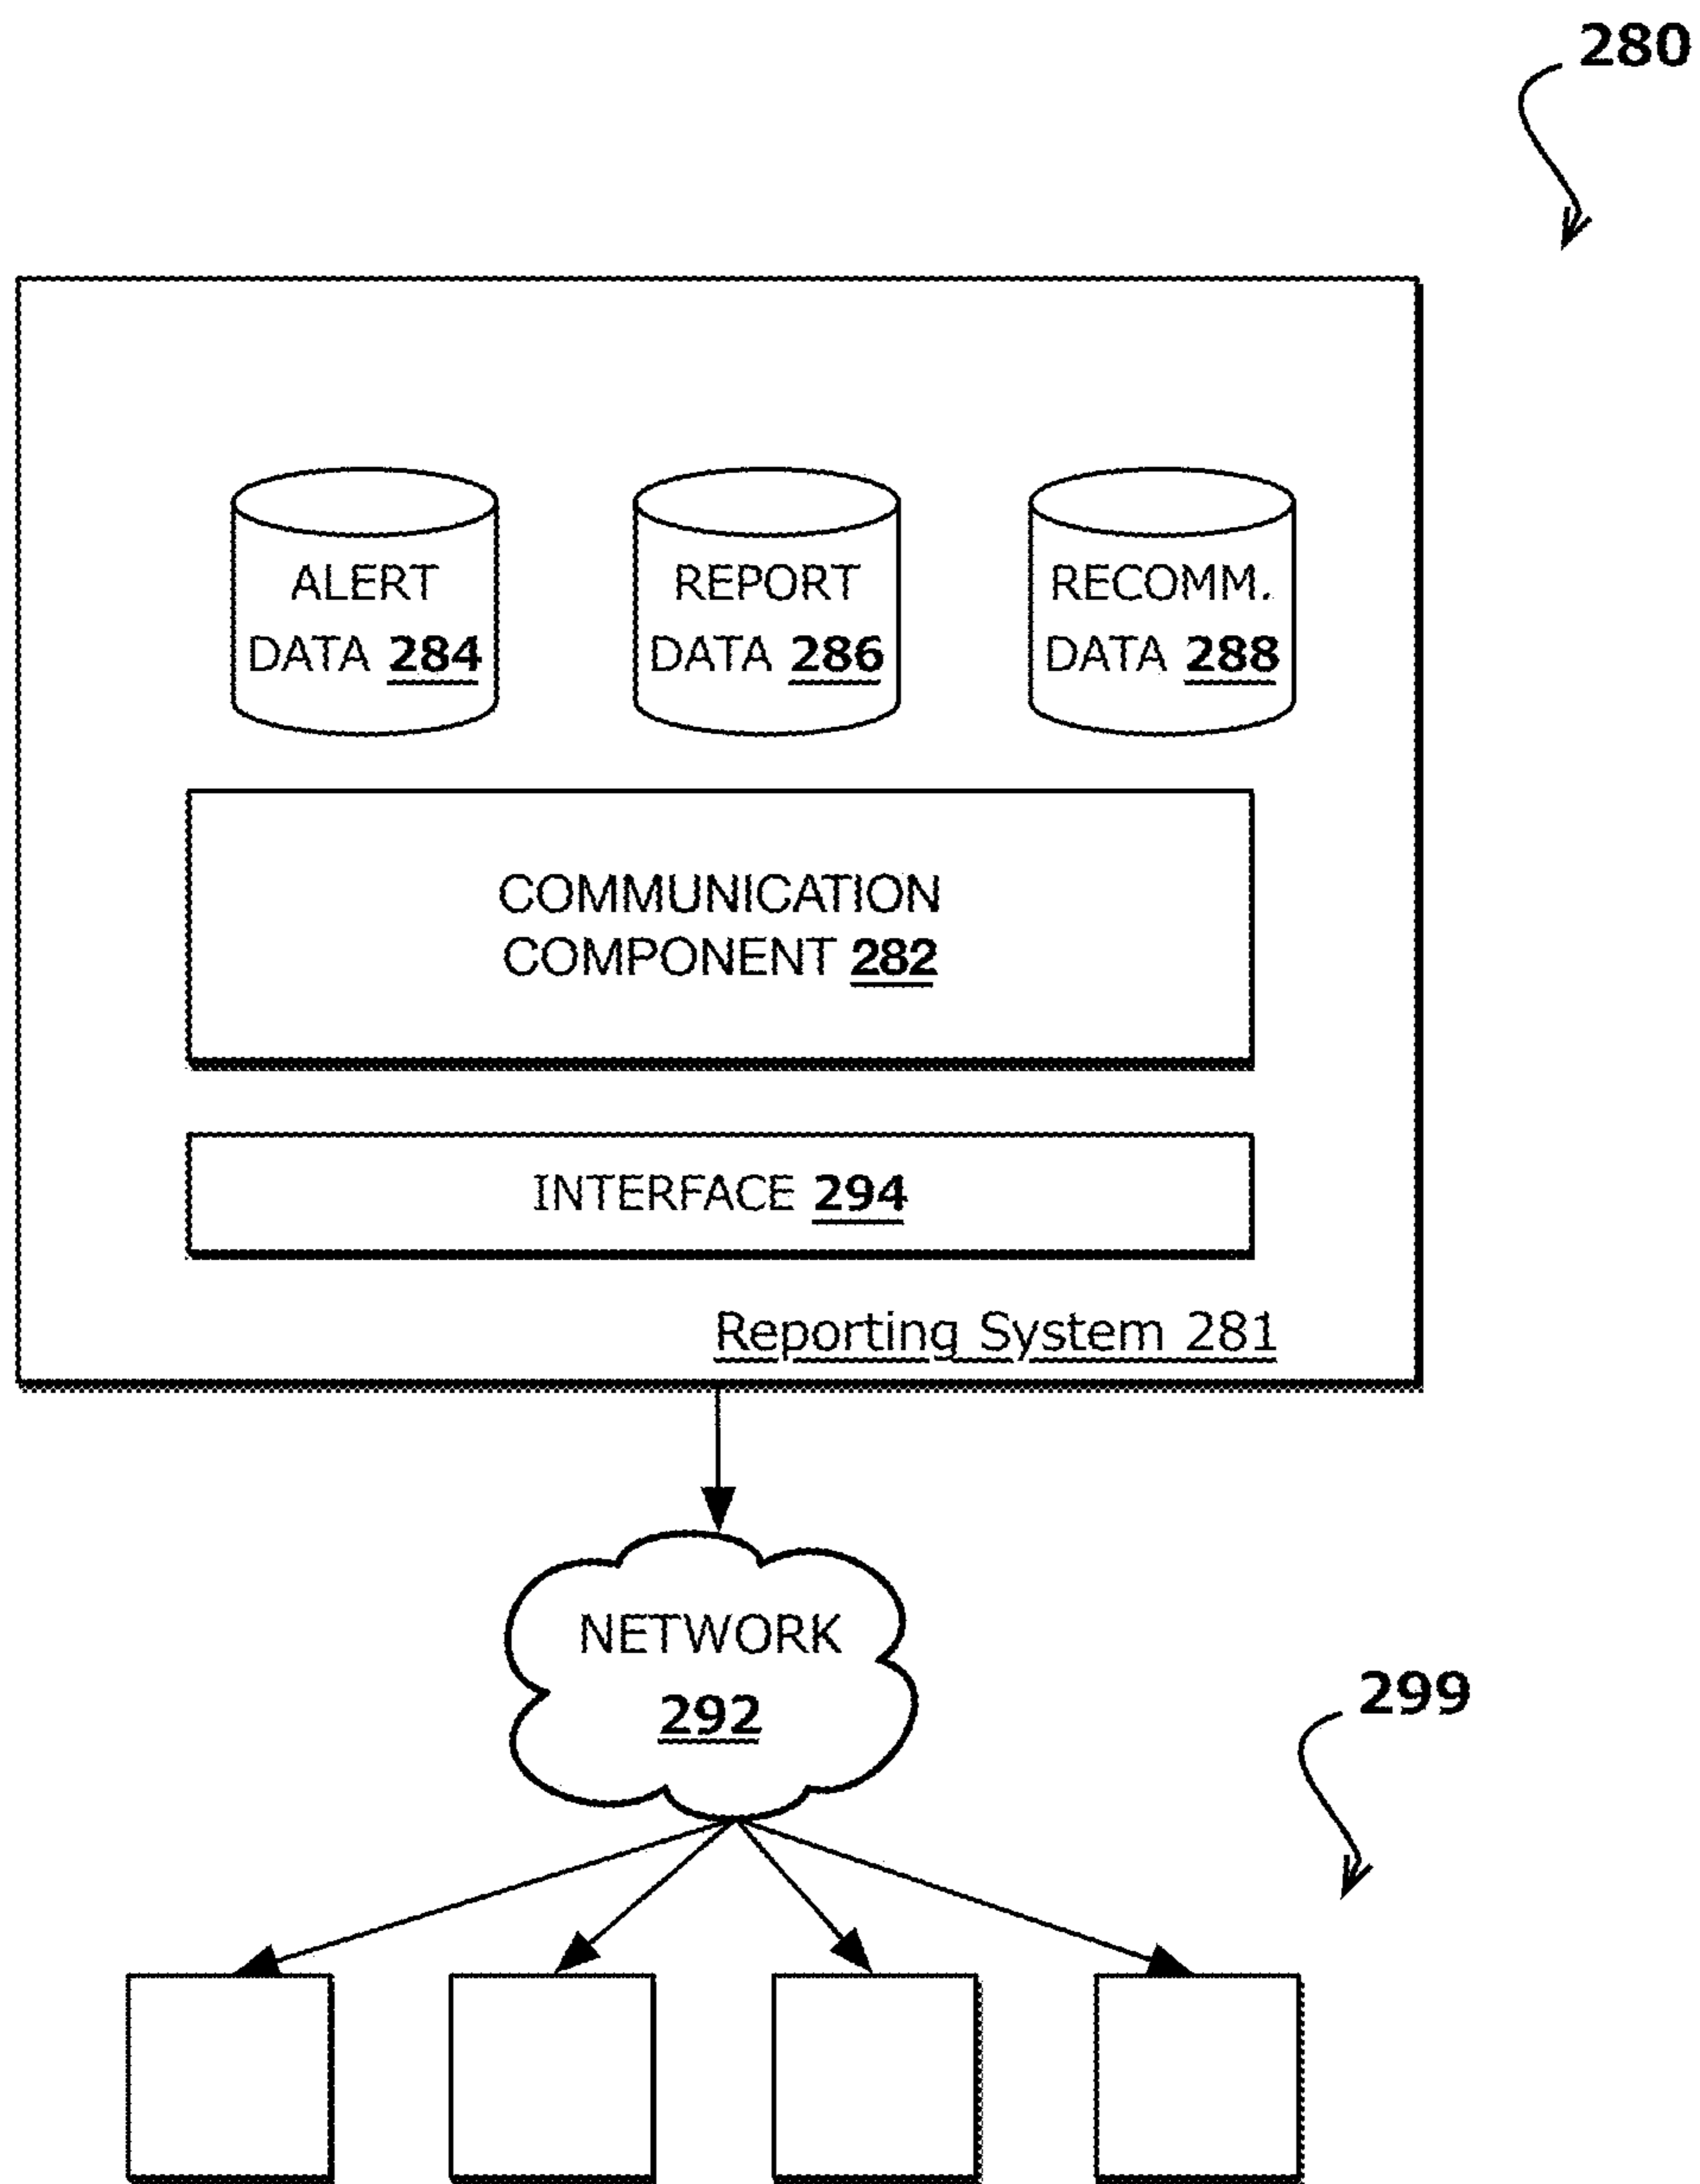 280
ALERT
DATA 284
REPORT
DATA 286
RECOMM.
DATA 288
COMMUNICATION
COMPONENT 282
INTERFACE 294
Reporting System 281
NETWORK
292
299